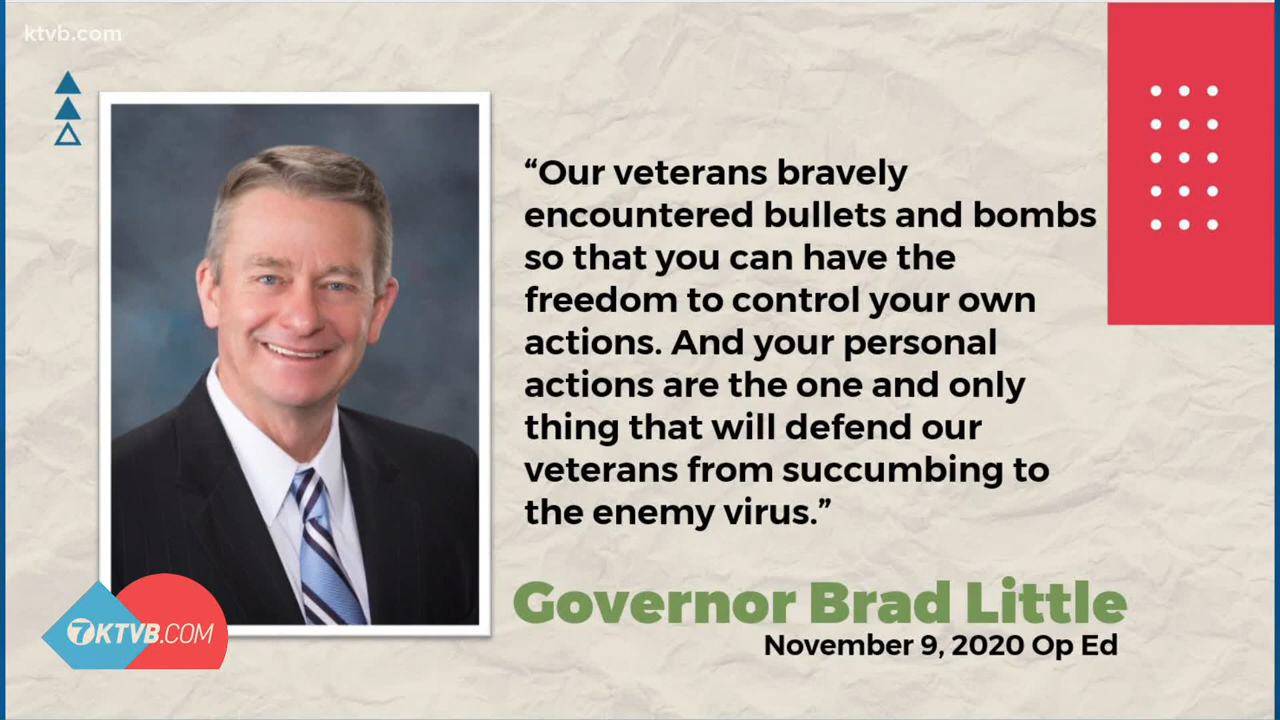 ktvb.com
“Our veterans bravely
encountered bullets and bombs
so that you can have the
freedom to control your own
actions. And your personal
actions are the one and only
thing that will defend our
veterans from succumbing to
the enemy virus.”
Governor Brad Little
November 9, 2020 Op Ed
7KTVB.COM